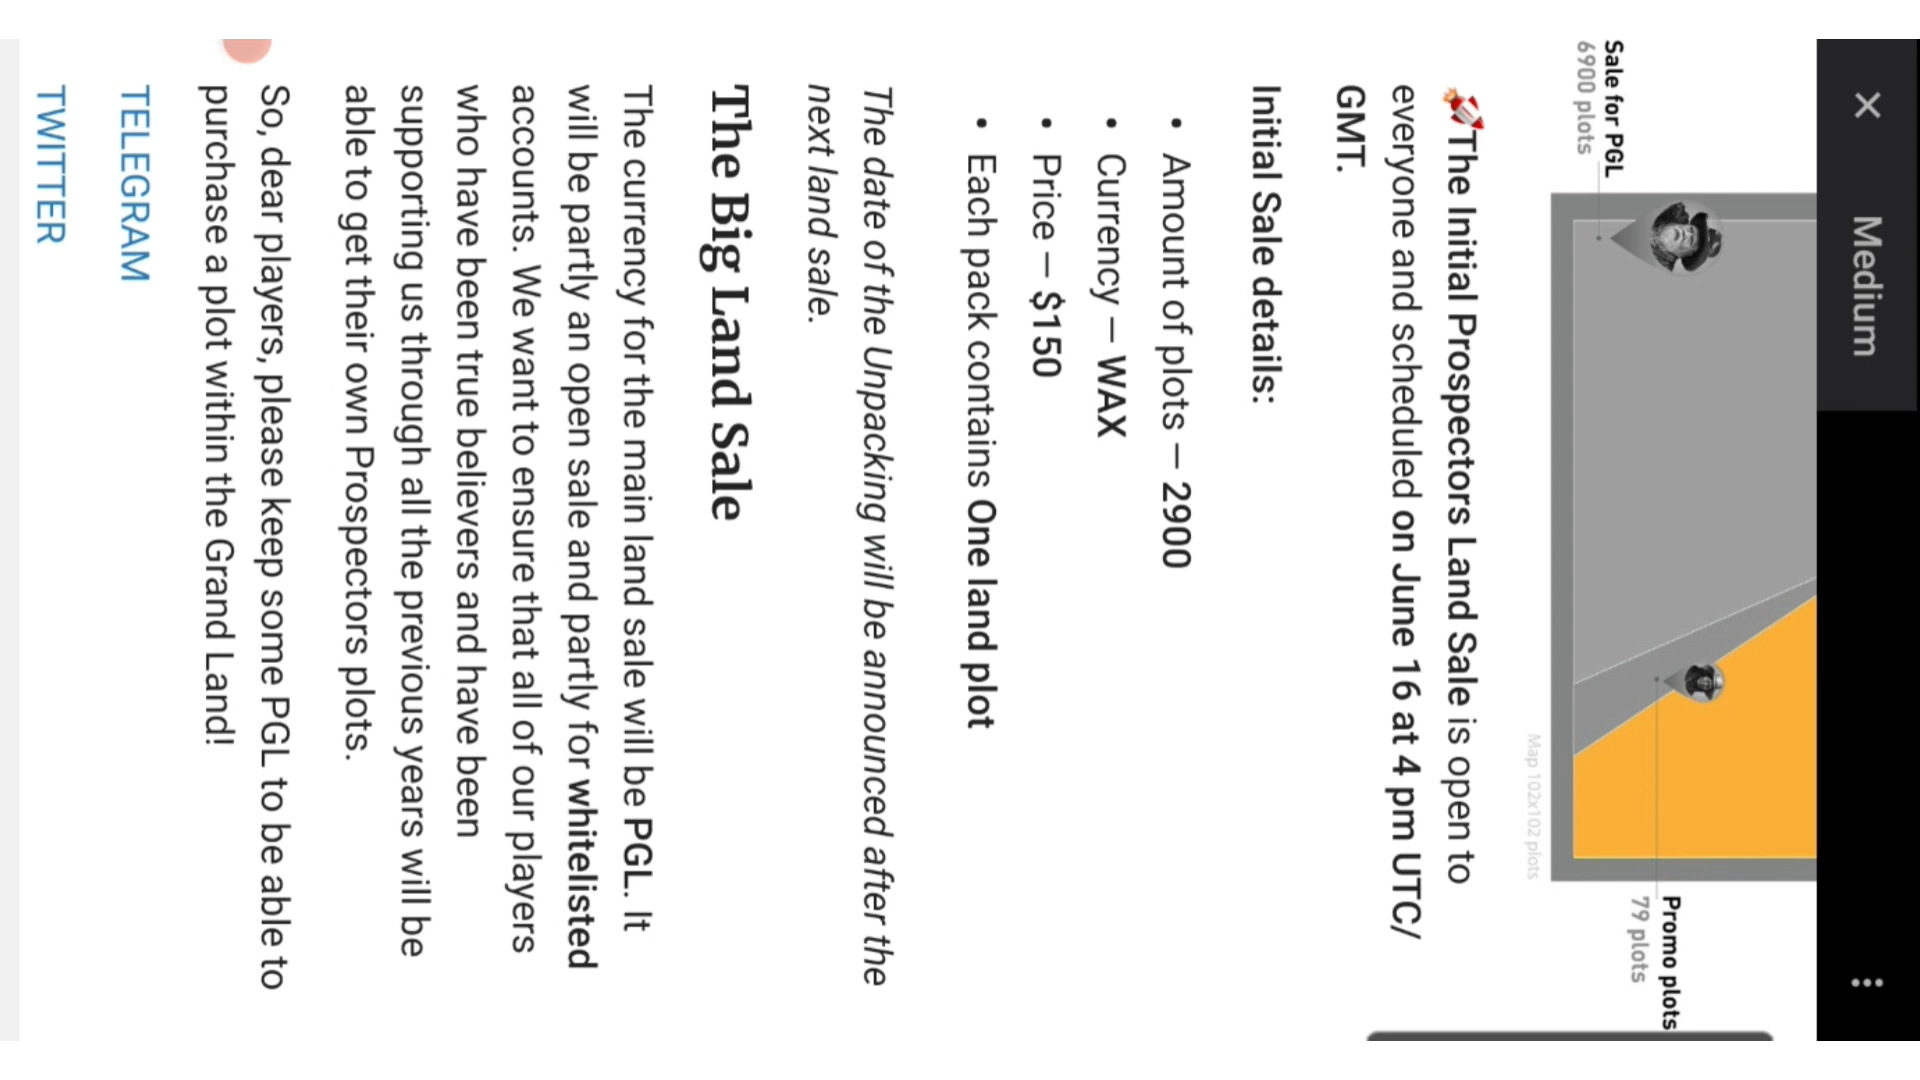 Medium
Sale for PGL
6900 plots
Promo plots
79 plots
Map 102x102 plots
🚀The Initial Prospectors Land Sale is open to
everyone and scheduled on June 16 at 4 pm UTC/
GMT.
Initial Sale details:
• Amount of plots — 2900
• Currency — WAX
• Price — $150
• Each pack contains One land plot
The date of the Unpacking will be announced after the
next land sale.
The Big Land Sale
The currency for the main land sale will be PGL. It
will be partly an open sale and partly for whitelisted
accounts. We want to ensure that all of our players
who have been true believers and have been
supporting us through all the previous years will be
able to get their own Prospectors plots.
So, dear players, please keep some PGL to be able to
purchase a plot within the Grand Land!
TELEGRAM
TWITTER